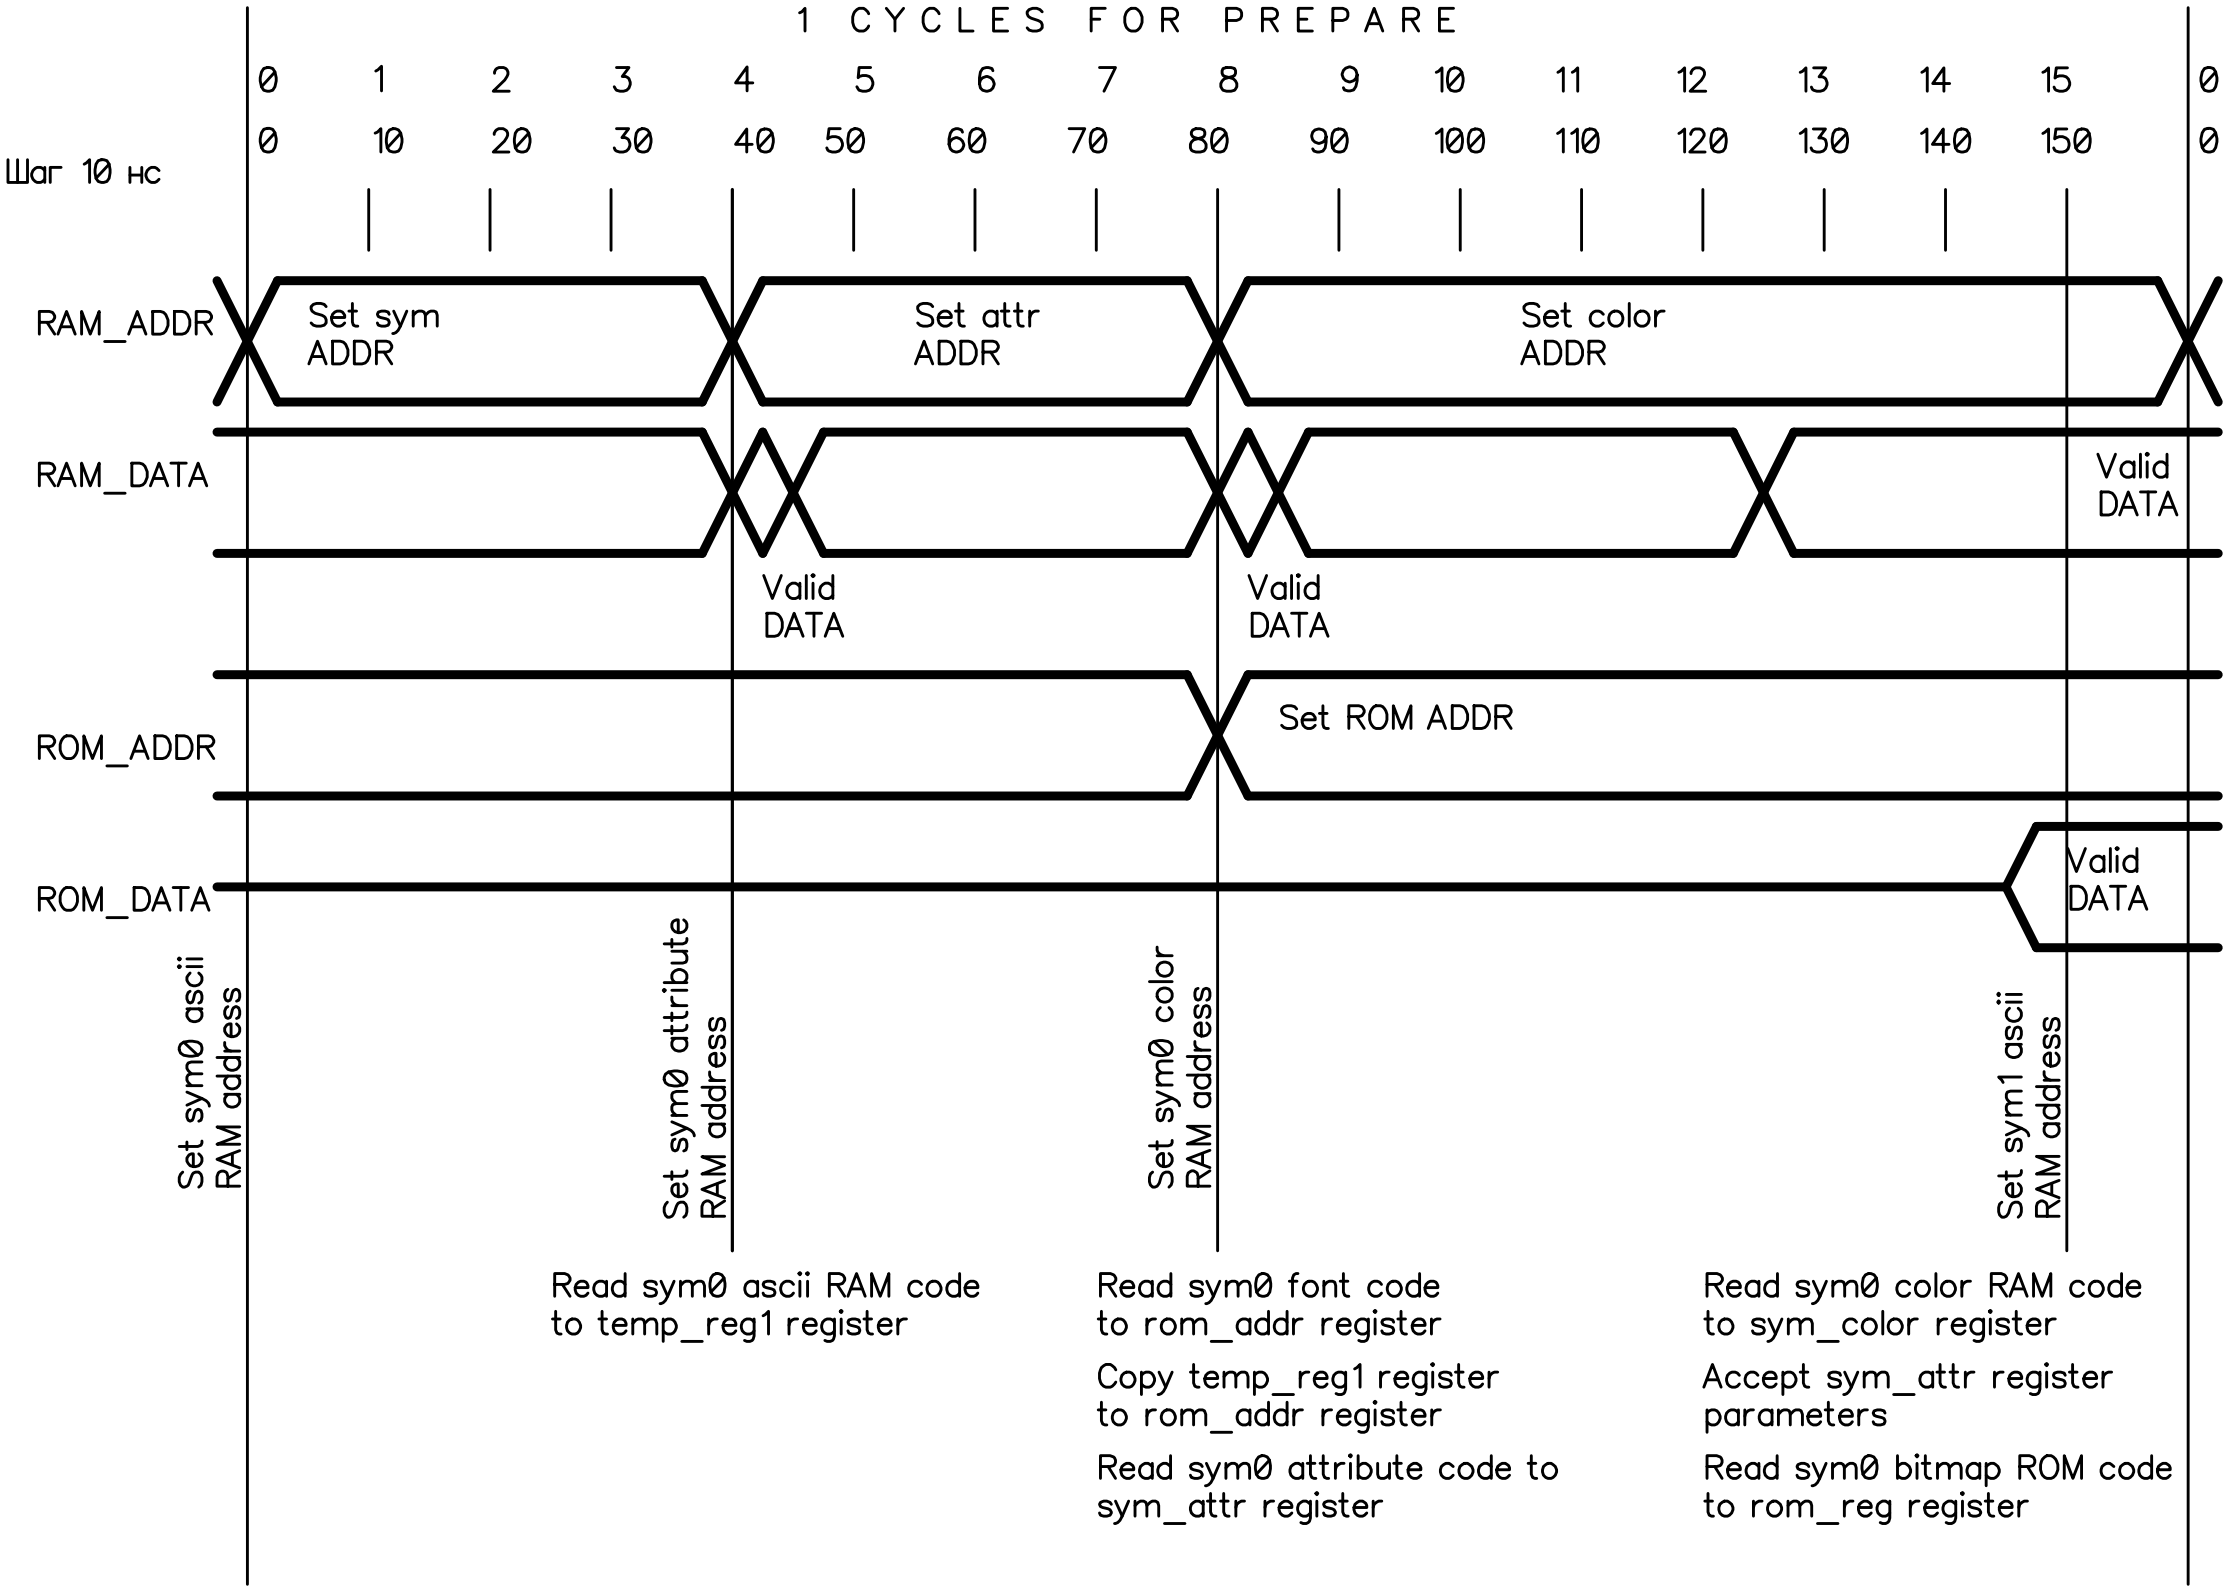 1 CYCLES FOR PREPARE
0 1 2 3 4 5 6 7 8 9 10 11 12 13 14 15 0
0 10 20 30 40 50 60 70 80 90 100 110 120 130 140 150 0
Шаг 10 нс
RAM_ADDR
Set sym
ADDR
Set attr
ADDR
Set color
ADDR
RAM_DATA
Valid
DATA
Valid
DATA
Valid
DATA
ROM_ADDR
Set ROM ADDR
ROM_DATA
Valid
DATA
Set sym0 ascii
RAM address
Set sym0 attribute
RAM address
Set sym0 color
RAM address
Set sym1 ascii
RAM address
Read sym0 ascii RAM code
to temp_reg1 register
Read sym0 font code
to rom_addr register
Copy temp_reg1 register
to rom_addr register
Read sym0 attribute code to
sym_attr register
Read sym0 color RAM code
to sym_color register
Accept sym_attr register
parameters
Read sym0 bitmap ROM code
to rom_reg register